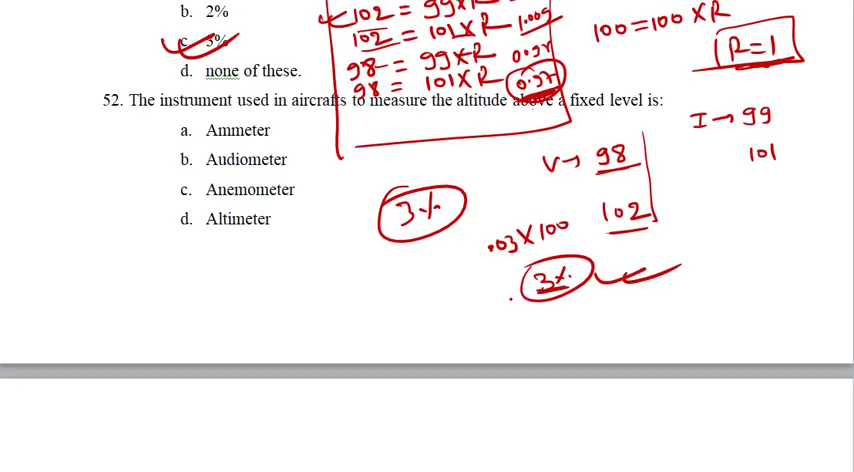 b. 2%
c. 3%
d. none of these.
102 = 99×R
102 = 101×R 1.009
98 = 99×R
98 = 101×R
100=100×R
R=1
52. The instrument used in aircrafts to measure the altitude above a fixed level is:
a. Ammeter
b. Audiometer
c. Anemometer
d. Altimeter
I→99
101
V→98
102
3%
.03×100
3%